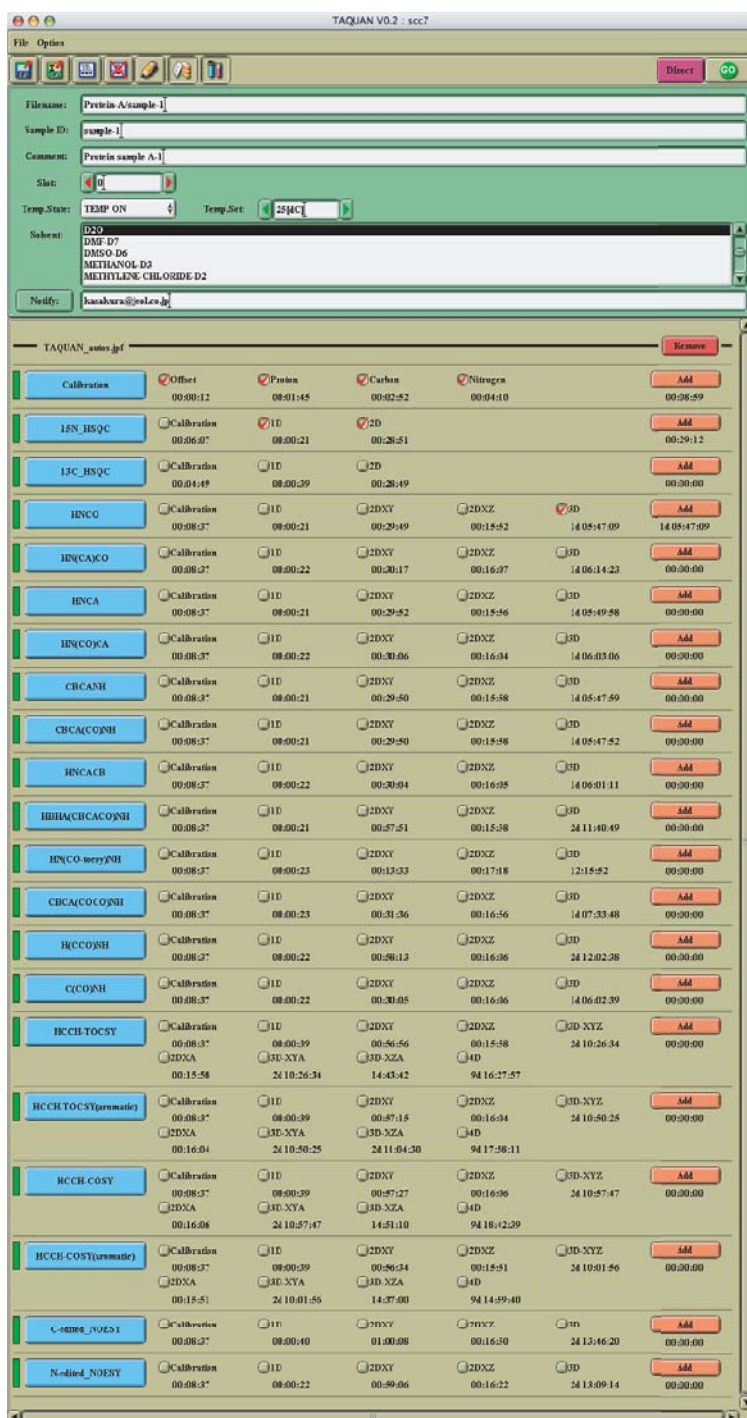 TAQUAN V0.2 : scc7
File Option
Direct GO
Filename: Protein-A/sample-1
Sample ID: sample-1
Comment: Protein sample A-1
Slot: 0
Temp.State: TEMP ON Temp.Set: 25[dC]
Solvent: D2O
DMF-D7
DMSO-D6
METHANOL-D3
METHYLENE-CHLORIDE-D2
Notify: kasakura@jeol.co.jp
TAQUAN_autos.jpf Remove
Calibration Offset Proton Carbon Nitrogen Add
00:00:12 00:01:45 00:02:52 00:04:10 00:08:59
15N_HSQC Calibration 1D 2D Add
00:06:07 00:00:21 00:28:51 00:29:12
13C_HSQC Calibration 1D 2D Add
00:04:49 00:00:39 00:28:49 00:00:00
HNCO Calibration 1D 2DXY 2DXZ 3D Add
00:08:37 00:00:21 00:29:49 00:15:52 1d 05:47:09 1d 05:47:09
HN(CA)CO Calibration 1D 2DXY 2DXZ 3D Add
00:08:37 00:00:22 00:30:17 00:16:07 1d 06:14:23 00:00:00
HNCA Calibration 1D 2DXY 2DXZ 3D Add
00:08:37 00:00:21 00:29:52 00:15:56 1d 05:49:58 00:00:00
HN(CO)CA Calibration 1D 2DXY 2DXZ 3D Add
00:08:37 00:00:22 00:30:06 00:16:04 1d 06:03:06 00:00:00
CBCANH Calibration 1D 2DXY 2DXZ 3D Add
00:08:37 00:00:21 00:29:50 00:15:58 1d 05:47:59 00:00:00
CBCA(CO)NH Calibration 1D 2DXY 2DXZ 3D Add
00:08:37 00:00:21 00:29:50 00:15:58 1d 05:47:52 00:00:00
HNCACB Calibration 1D 2DXY 2DXZ 3D Add
00:08:37 00:00:22 00:30:04 00:16:05 1d 06:01:11 00:00:00
HBHA(CBCACO)NH Calibration 1D 2DXY 2DXZ 3D Add
00:08:37 00:00:21 00:57:51 00:15:58 2d 11:40:49 00:00:00
HN(CO-tocsy)NH Calibration 1D 2DXY 2DXZ 3D Add
00:08:37 00:00:23 00:13:33 00:17:18 12:15:52 00:00:00
CBCA(COCO)NH Calibration 1D 2DXY 2DXZ 3D Add
00:08:37 00:00:23 00:31:36 00:16:56 1d 07:33:48 00:00:00
H(CCO)NH Calibration 1D 2DXY 2DXZ 3D Add
00:08:37 00:00:22 00:58:13 00:16:06 2d 12:02:38 00:00:00
C(CO)NH Calibration 1D 2DXY 2DXZ 3D Add
00:08:37 00:00:22 00:30:05 00:16:06 1d 06:02:39 00:00:00
HCCH-TOCSY Calibration 1D 2DXY 2DXZ 3D-XYZ Add
00:08:37 00:00:39 00:56:56 00:15:58 2d 10:26:34 00:00:00
2DXA 3D-XYA 3D-XZA 4D
00:15:58 2d 10:26:34 14:43:42 9d 16:27:57
HCCH-TOCSY(aromatic) Calibration 1D 2DXY 2DXZ 3D-XYZ Add
00:08:37 00:00:39 00:57:15 00:16:04 2d 10:50:25 00:00:00
2DXA 3D-XYA 3D-XZA 4D
00:16:04 2d 10:50:25 2d 11:04:30 9d 17:58:11
HCCH-COSY Calibration 1D 2DXY 2DXZ 3D-XYZ Add
00:08:37 00:00:39 00:57:27 00:16:06 2d 10:57:47 00:00:00
2DXA 3D-XYA 3D-XZA 4D
00:16:06 2d 10:57:47 14:51:10 9d 18:42:39
HCCH-COSY(aromatic) Calibration 1D 2DXY 2DXZ 3D-XYZ Add
00:08:37 00:00:39 00:56:34 00:15:51 2d 10:01:56 00:00:00
2DXA 3D-XYA 3D-XZA 4D
00:15:51 2d 10:01:56 14:37:00 9d 14:59:40
C-edited_NOESY Calibration 1D 2DXY 2DXZ 3D Add
00:08:37 00:00:40 01:00:08 00:16:50 2d 13:46:20 00:00:00
N-edited_NOESY Calibration 1D 2DXY 2DXZ 3D Add
00:08:37 00:00:22 00:59:06 00:16:22 2d 13:09:14 00:00:00